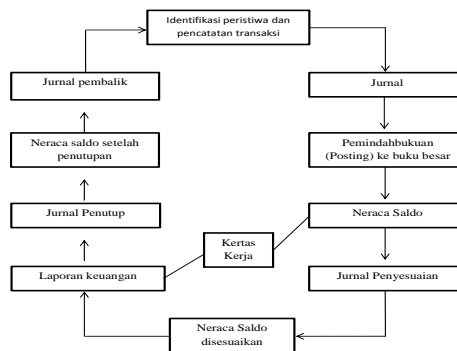 Identifikasi peristiwa dan
pencatatan transaksi
Jurnal pembalik
Jurnal
Neraca saldo setelah
penutupan
Pemindahbukuan
(Posting) ke buku besar
Jurnal Penutup
Neraca Saldo
Kertas
Kerja
Laporan keuangan
Jurnal Penyesuaian
Neraca Saldo
disesuaikan